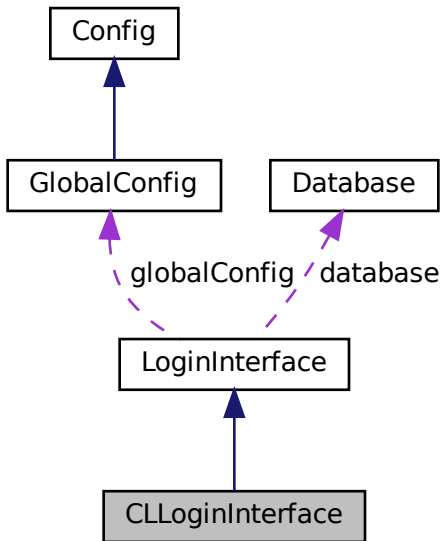 Config
GlobalConfig
Database
globalConfig
database
LoginInterface
CLLoginInterface